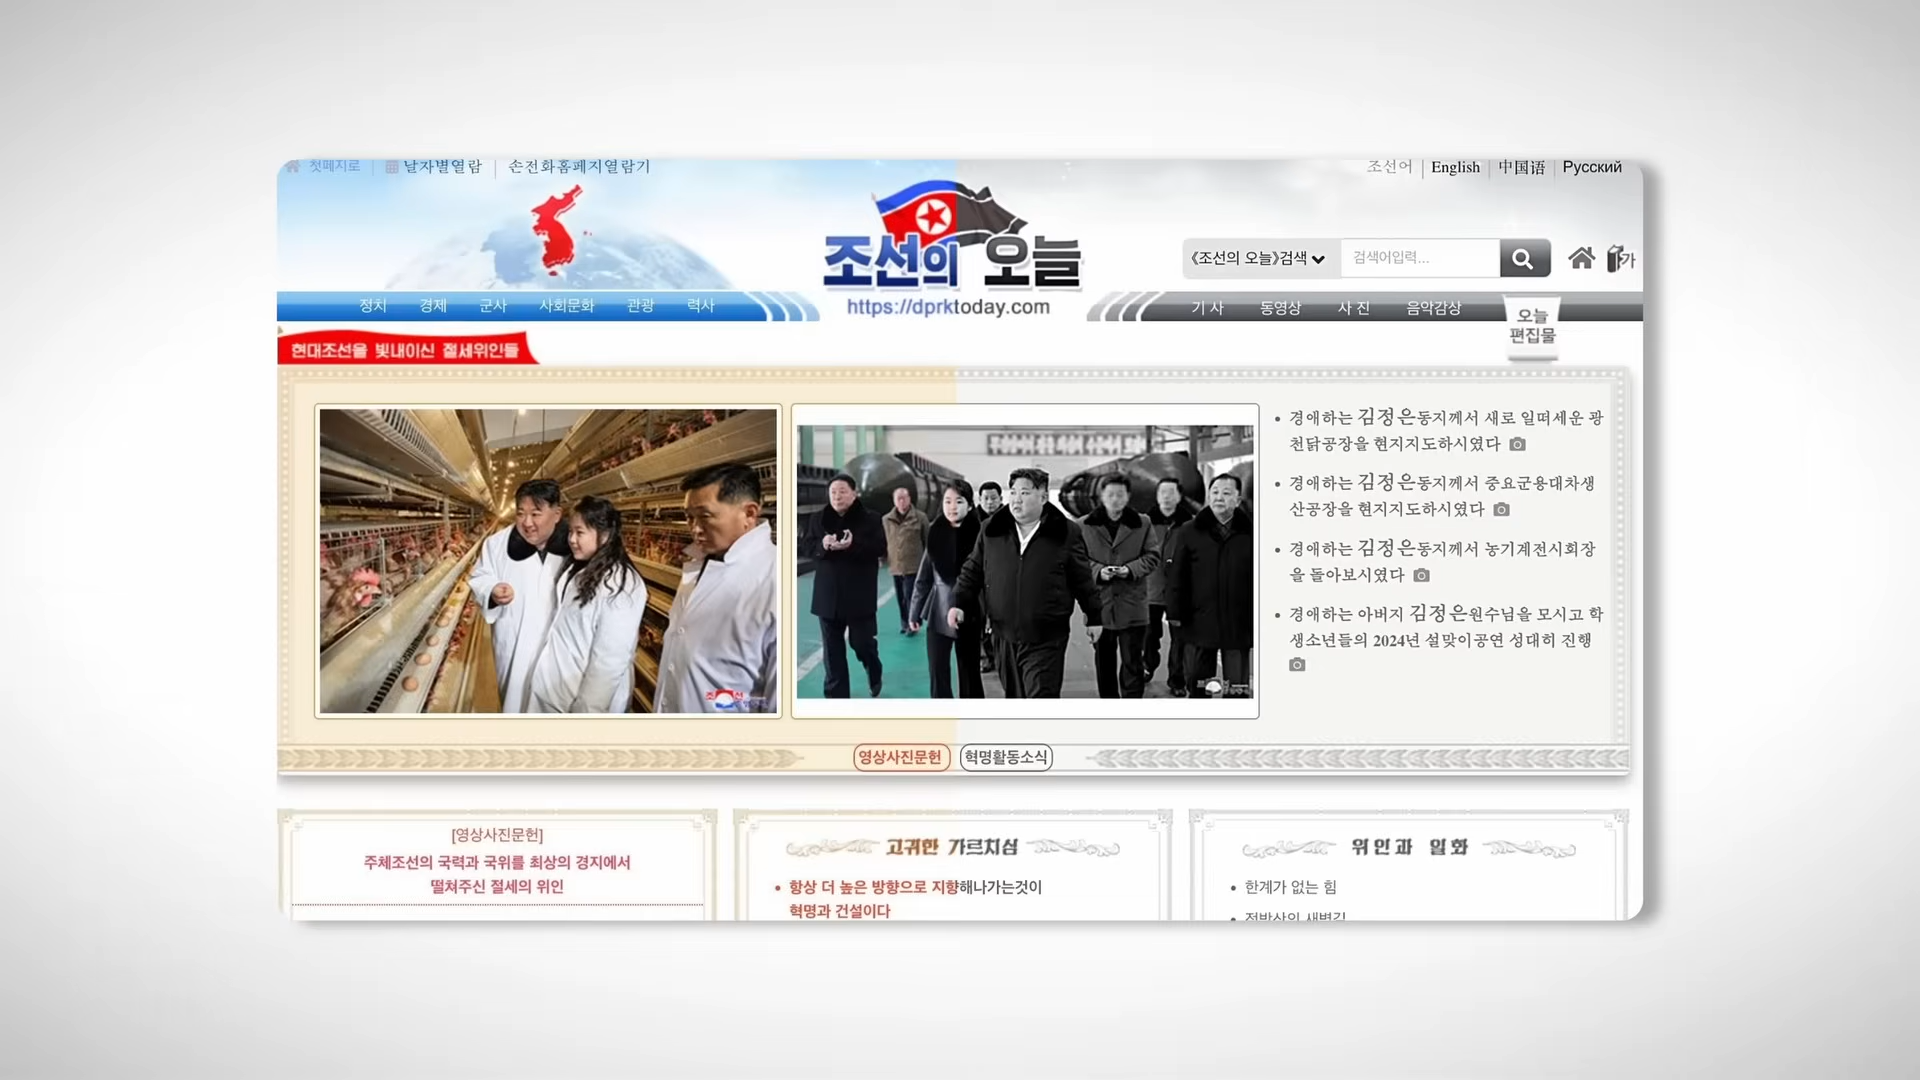 첫페지로 | 날자별열람 | 손전화홈페지열람기
조선어 | English | 中国语 | Русский
조선의 오늘
https://dprktoday.com
《조선의 오늘》검색
검색어입력...
가
정치 경제 군사 사회문화 관광 력사
기 사 동영상 사 진 음악감상
오늘
편집물
현대조선을 빛내이신 절세위인들
• 경애하는 김정은동지께서 새로 일떠세운 광
천닭공장을 현지지도하시였다
• 경애하는 김정은동지께서 중요군용대차생
산공장을 현지지도하시였다
• 경애하는 김정은동지께서 농기계전시회장
을 돌아보시였다
• 경애하는 아버지 김정은원수님을 모시고 학
생소년들의 2024년 설맞이공연 성대히 진행
영상사진문헌 혁명활동소식
[영상사진문헌]
주체조선의 국력과 국위를 최상의 경지에서
떨쳐주신 절세의 위인
고귀한 가르치심
• 항상 더 높은 방향으로 지향해나가는것이
혁명과 건설이다
위인과 일화
• 한계가 없는 힘